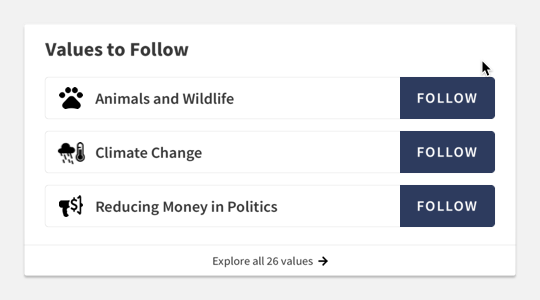 Values to Follow
Animals and Wildlife FOLLOW
Climate Change FOLLOW
Reducing Money in Politics FOLLOW
Explore all 26 values →